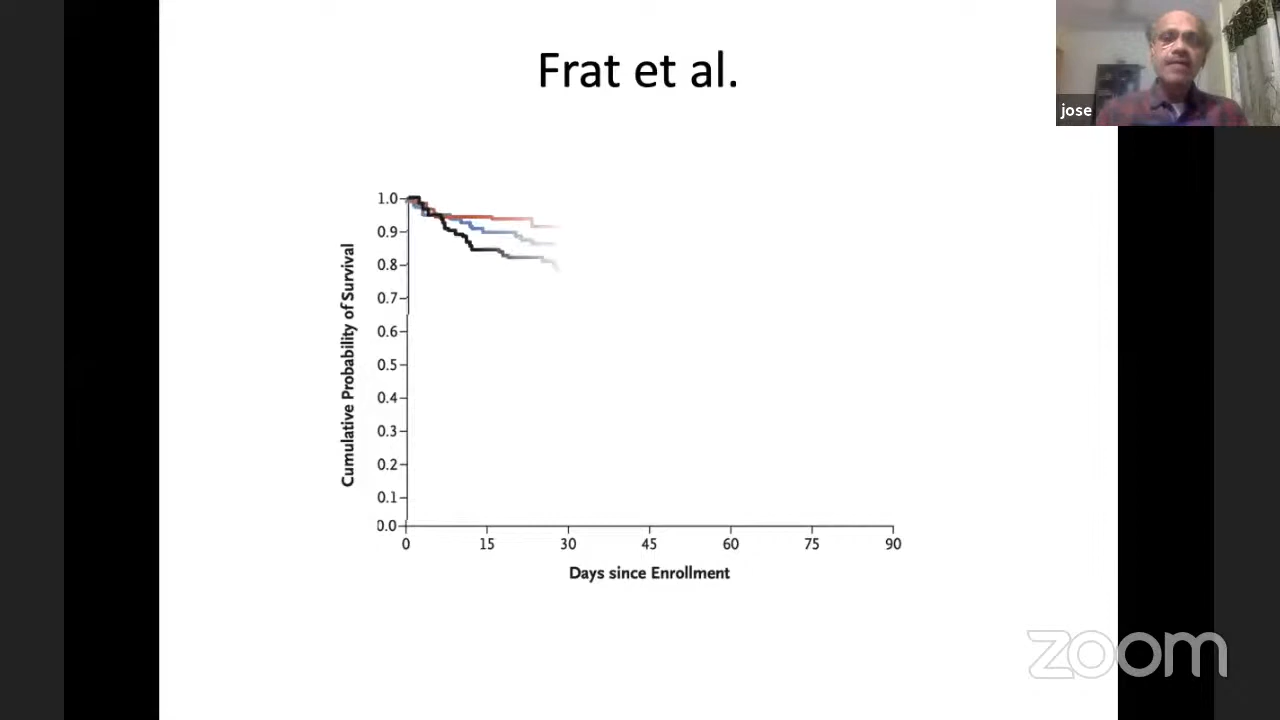 Frat et al.
jose
1.0
0.9
0.8
0.7
0.6
0.5
0.4
0.3
0.2
0.1
0.0
Cumulative Probability of Survival
0 15 30 45 60 75 90
Days since Enrollment
zoom